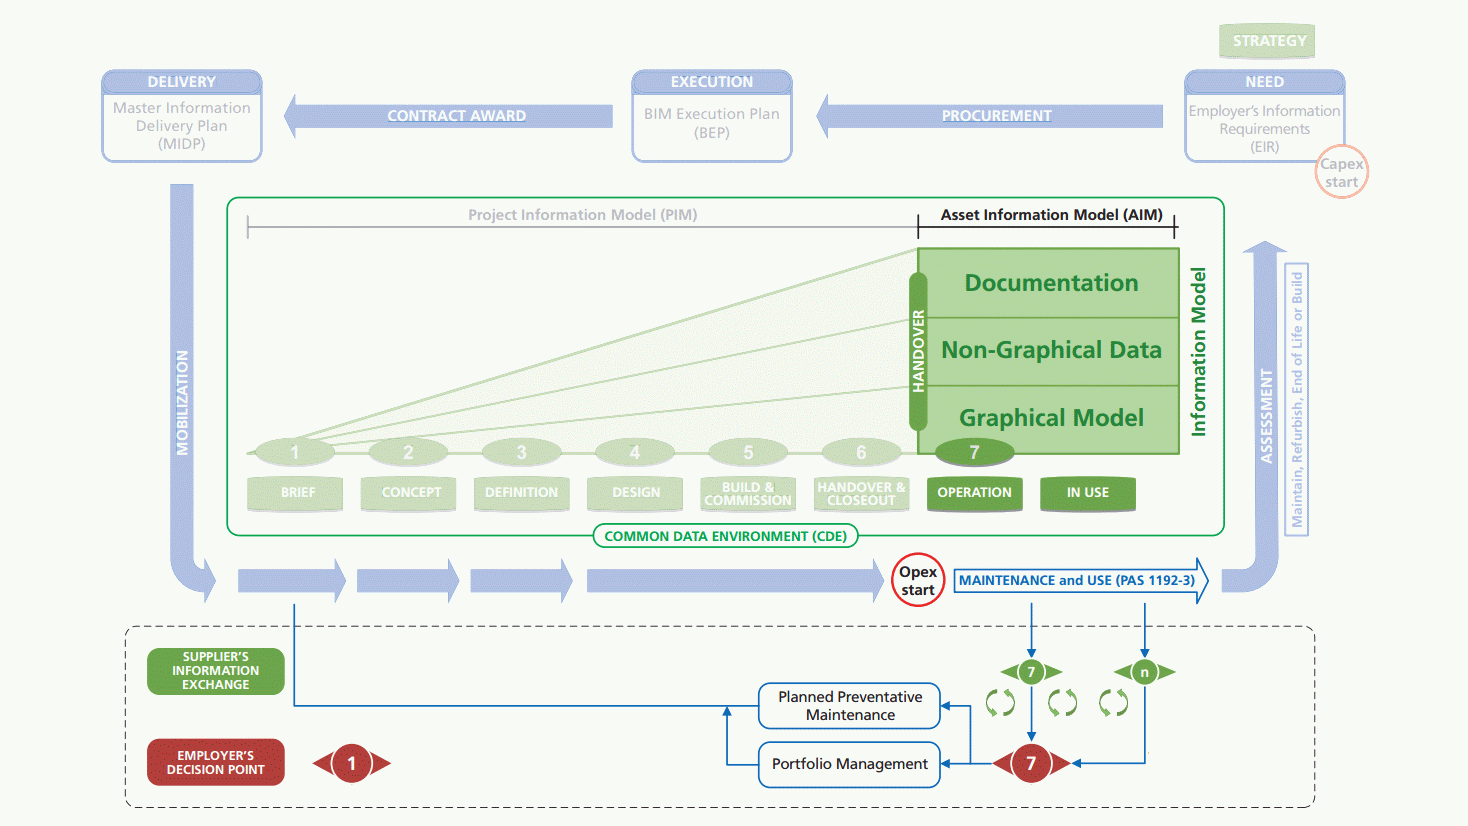 STRATEGY
DELIVERY
Master Information
Delivery Plan
(MIDP)
CONTRACT AWARD
EXECUTION
BIM Execution Plan
(BEP)
PROCUREMENT
NEED
Employer's Information
Requirements
(EIR)
Capex
start
Project Information Model (PIM)
Asset Information Model (AIM)
MOBILIZATION
HANDOVER
Documentation
Non-Graphical Data
Graphical Model
Information Model
ASSESSMENT
Maintain, Refurbish, End of Life or Build
1
2
3
4
5
6
7
BRIEF
CONCEPT
DEFINITION
DESIGN
BUILD &
COMMISSION
HANDOVER &
CLOSEOUT
OPERATION
IN USE
COMMON DATA ENVIRONMENT (CDE)
Opex
start
MAINTENANCE and USE (PAS 1192-3)
SUPPLIER'S
INFORMATION
EXCHANGE
7
n
Planned Preventative
Maintenance
EMPLOYER'S
DECISION POINT
1
Portfolio Management
7